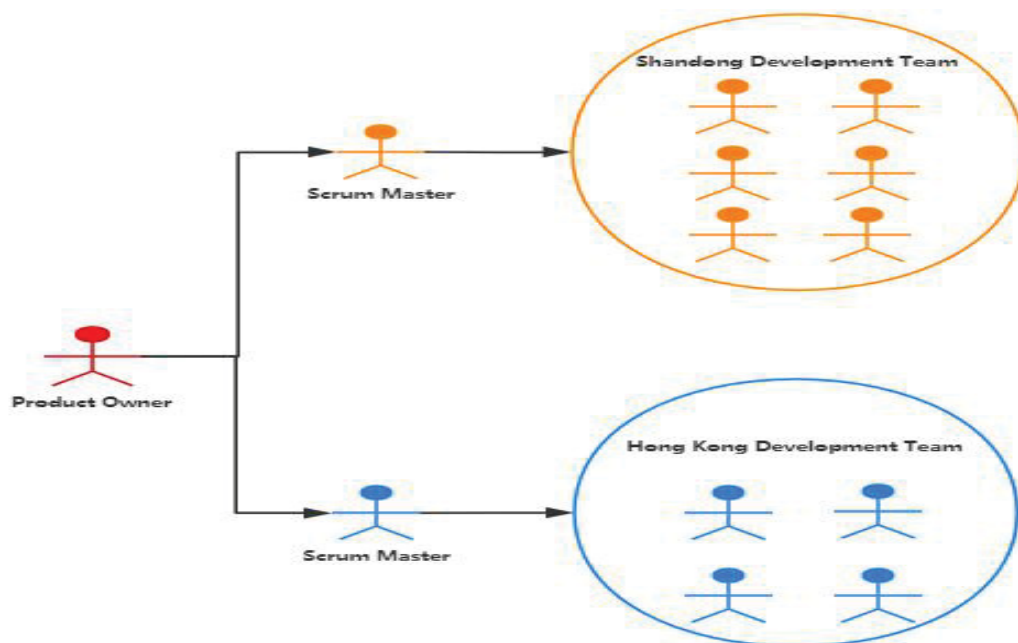 Shandong Development Team
Scrum Master
Product Owner
Hong Kong Development Team
Scrum Master